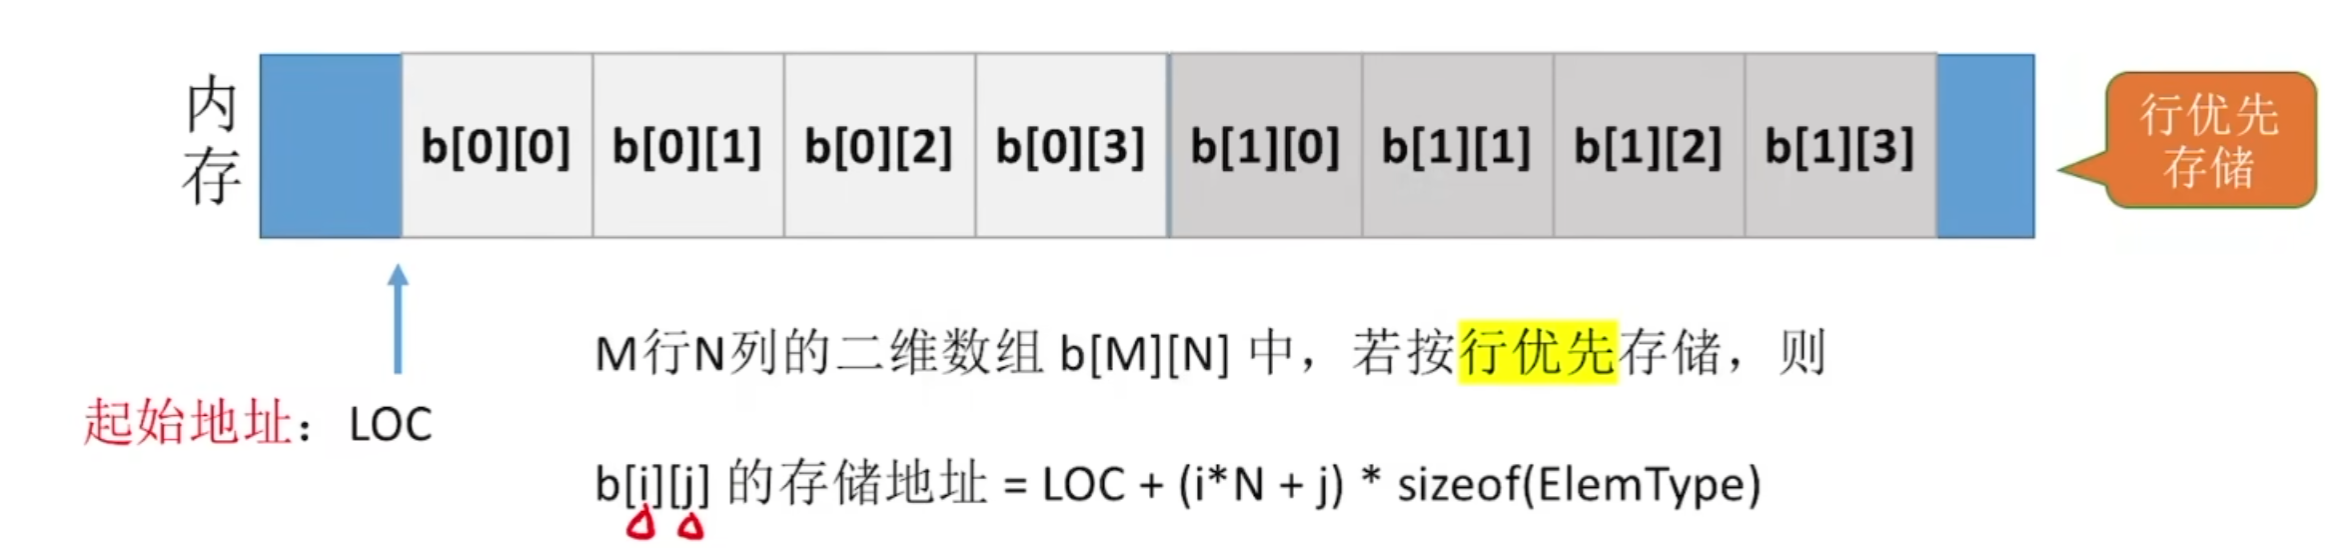 内存
b[0][0] b[0][1] b[0][2] b[0][3] b[1][0] b[1][1] b[1][2] b[1][3]
行优先
存储
M行N列的二维数组 b[M][N] 中，若按行优先存储，则
起始地址：LOC
b[i][j] 的存储地址 = LOC + (i*N + j) * sizeof(ElemType)